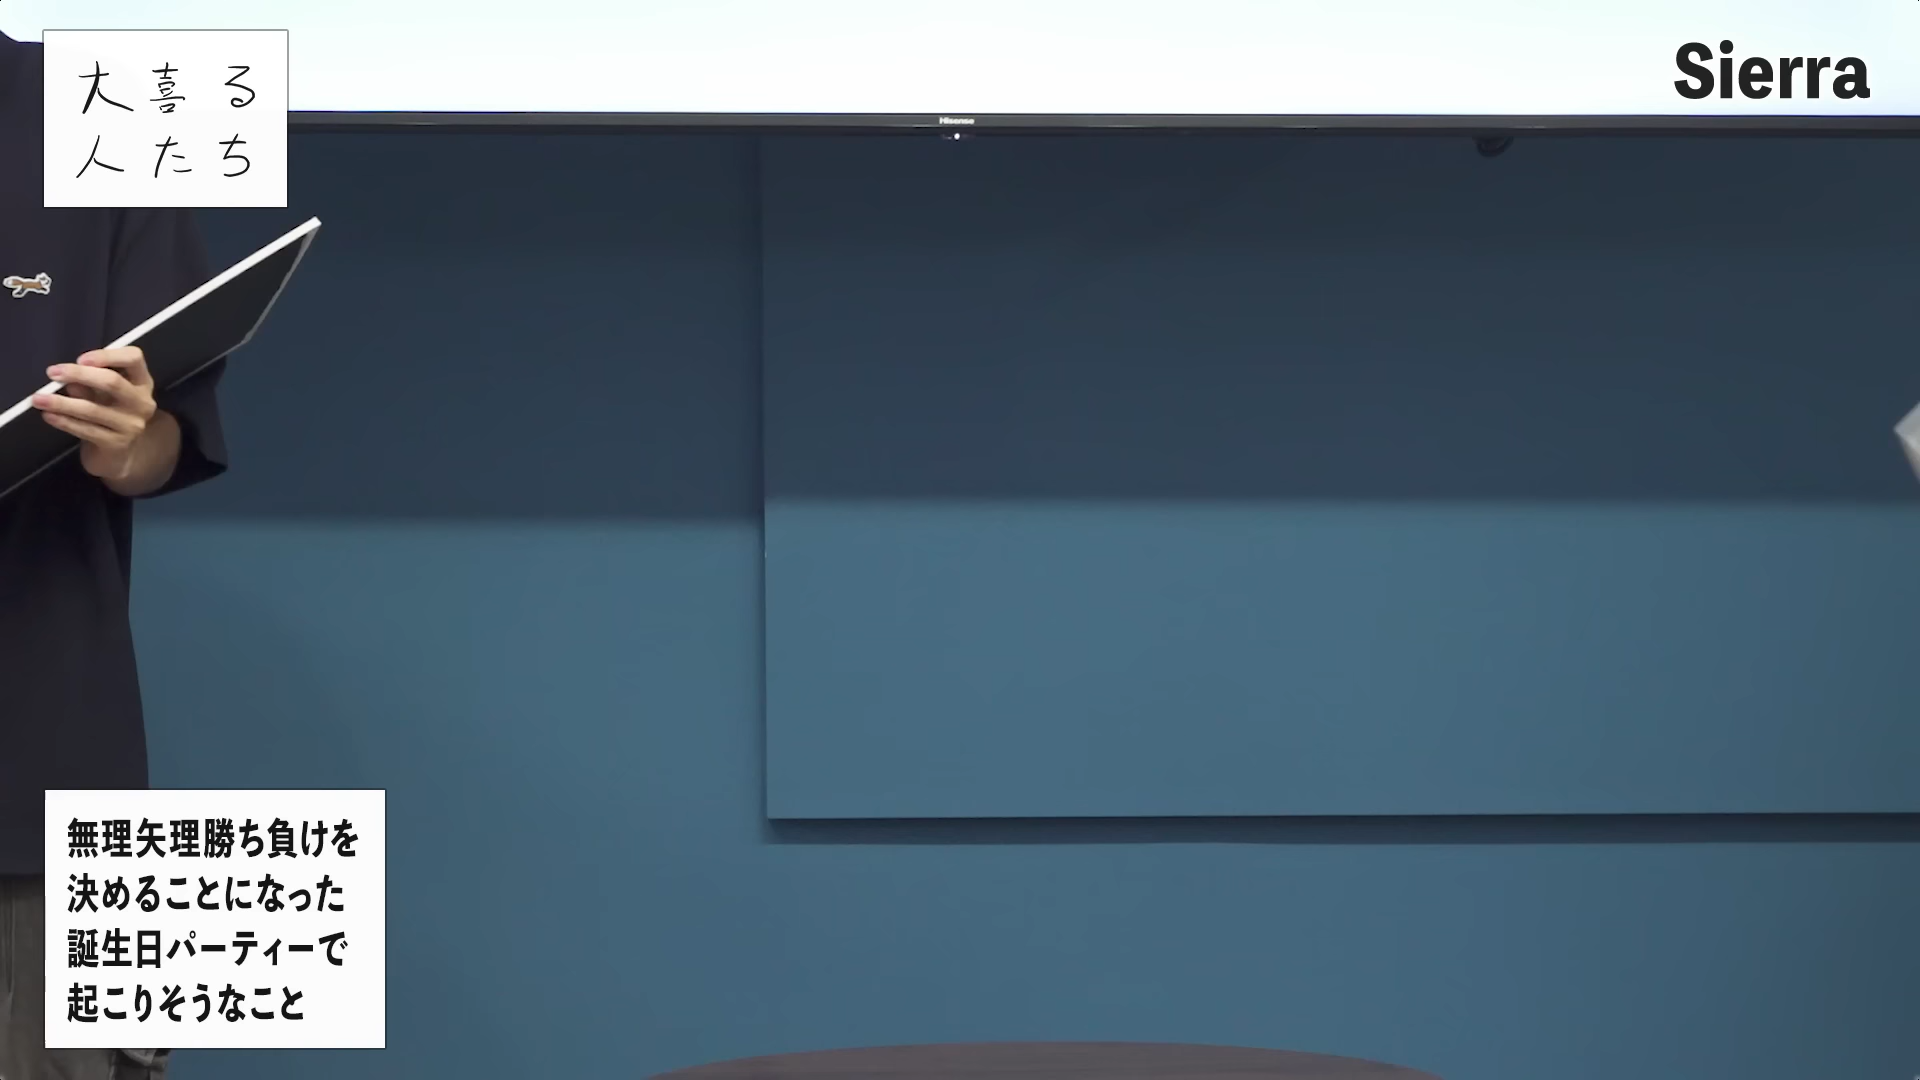 大喜る
人たち
Sierra
Hisense
無理矢理勝ち負けを
決めることになった
誕生日パーティーで
起こりそうなこと